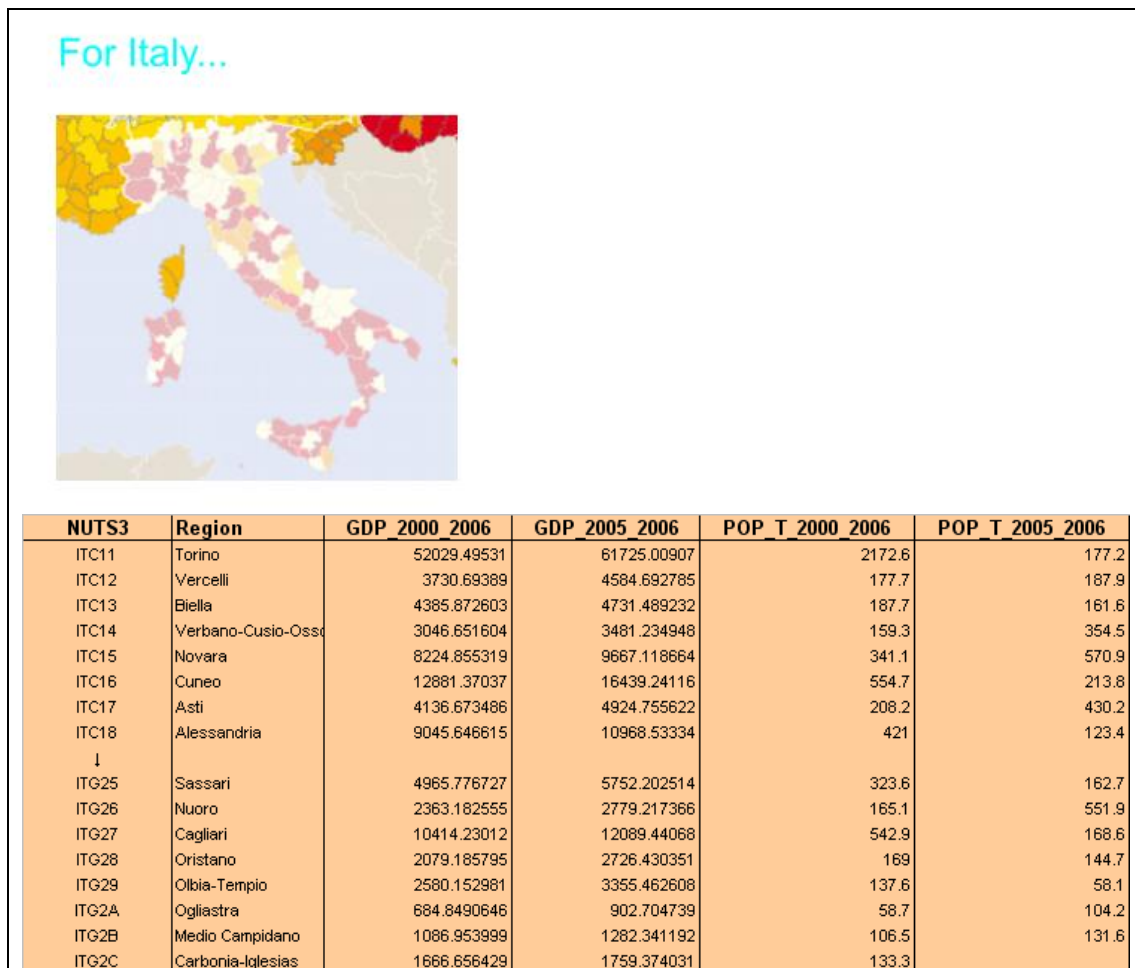 For Italy...
NUTS3 Region GDP_2000_2006 GDP_2005_2006 POP_T_2000_2006 POP_T_2005_2006
ITC11 Torino 52029.49531 61725.00907 2172.6 177.2
ITC12 Vercelli 3730.69389 4584.692785 177.7 187.9
ITC13 Biella 4385.872603 4731.489232 187.7 161.6
ITC14 Verbano-Cusio-Osso 3046.651604 3481.234948 159.3 354.5
ITC15 Novara 8224.855319 9667.118664 341.1 570.9
ITC16 Cuneo 12881.37037 16439.24116 554.7 213.8
ITC17 Asti 4136.673486 4924.755622 208.2 430.2
ITC18 Alessandria 9045.646615 10968.53334 421 123.4
↓
ITG25 Sassari 4965.776727 5752.202514 323.6 162.7
ITG26 Nuoro 2363.182555 2779.217366 165.1 551.9
ITG27 Cagliari 10414.23012 12089.44068 542.9 168.6
ITG28 Oristano 2079.185795 2726.430351 169 144.7
ITG29 Olbia-Tempio 2580.152981 3355.462608 137.6 58.1
ITG2A Ogliastra 684.8490646 902.704739 58.7 104.2
ITG2B Medio Campidano 1086.953999 1282.341192 106.5 131.6
ITG2C Carbonia-Iglesias 1666.656429 1759.374031 133.3